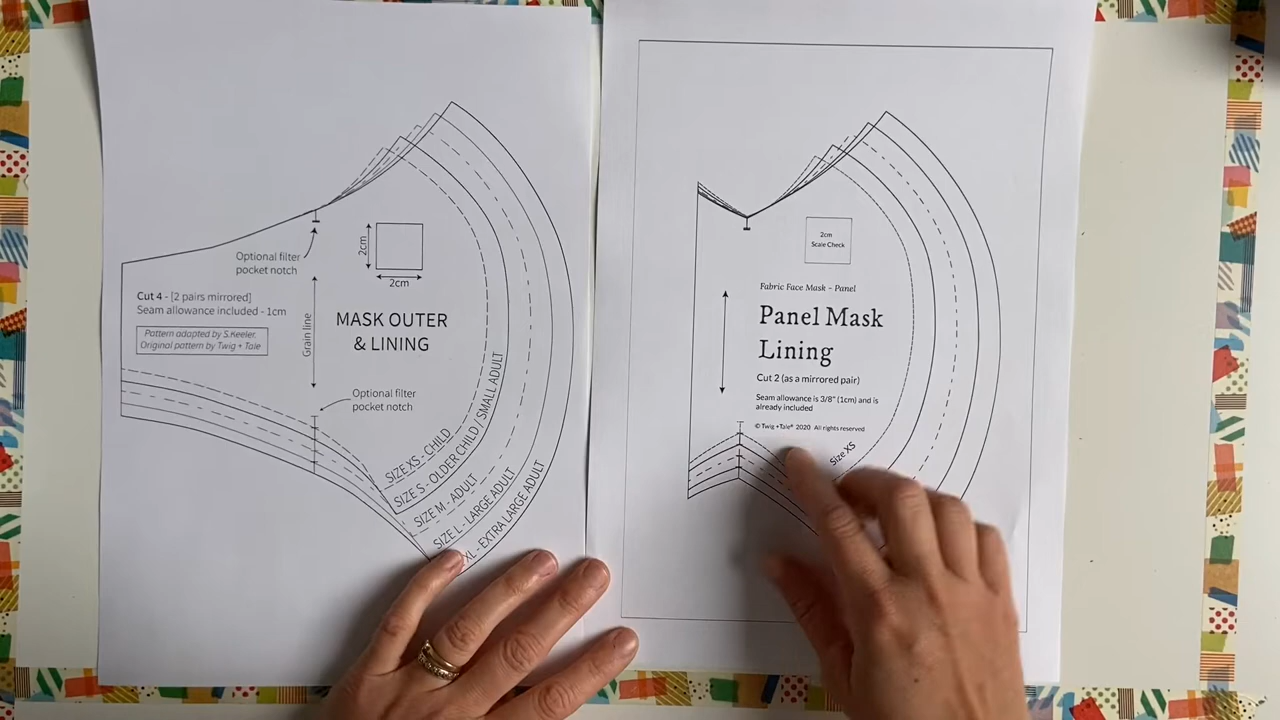 Optional filter
pocket notch
2cm
2cm
Cut 4 - [2 pairs mirrored]
Seam allowance included - 1cm
Pattern adapted by S.Keeler,
Original pattern by Twig + Tale
Grain line
MASK OUTER
& LINING
Optional filter
pocket notch
SIZE XS - CHILD
SIZE S - OLDER CHILD / SMALL ADULT
SIZE M - ADULT
SIZE L - LARGE ADULT
XL - EXTRA LARGE ADULT
2cm
Scale Check
Fabric Face Mask - Panel
Panel Mask
Lining
Cut 2 (as a mirrored pair)
Seam allowance is 3/8" (1cm) and is
already included
© Twig +Tale® 2020 All rights reserved
Size XS